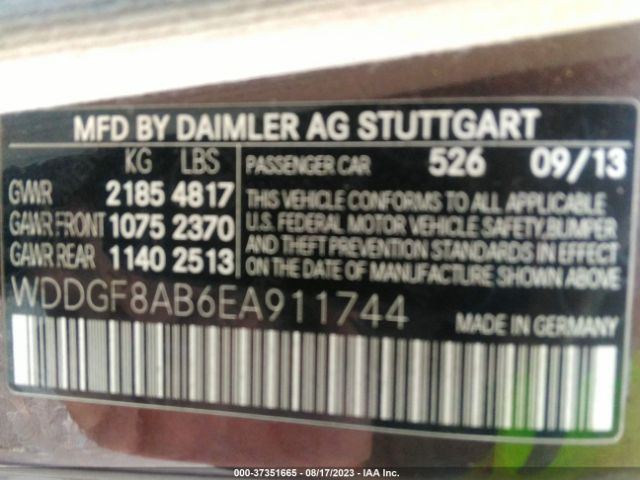 MFD BY DAIMLER AG STUTTGART
KG LBS
GVWR 2185 4817
GAWR FRONT 1075 2370
GAWR REAR 1140 2513
PASSENGER CAR 526 09/13
THIS VEHICLE CONFORMS TO ALL APPLICABLE
U.S. FEDERAL MOTOR VEHICLE SAFETY,BUMPER
AND THEFT PREVENTION STANDARDS IN EFFECT
ON THE DATE OF MANUFACTURE SHOWN ABOVE
WDDGF8AB6EA911744
MADE IN GERMANY
000-37351665 - 08/17/2023 - IAA Inc.